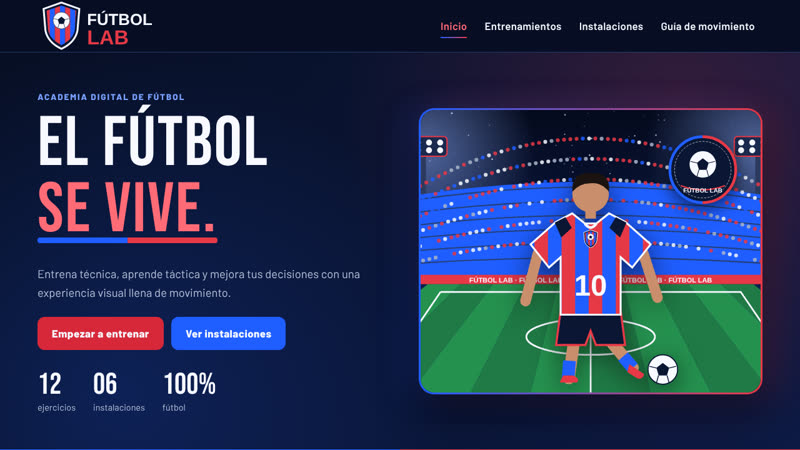 FÚTBOL
LAB
Inicio
Entrenamientos
Instalaciones
Guía de movimiento
ACADEMIA DIGITAL DE FÚTBOL
EL FÚTBOL
SE VIVE.
Entrena técnica, aprende táctica y mejora tus decisiones con una
experiencia visual llena de movimiento.
Empezar a entrenar
Ver instalaciones
12
06
100%
ejercicios
instalaciones
fútbol
FÚTBOL LAB
FÚTBOL LAB · FÚTBOL LAB · FÚTBOL LAB
10